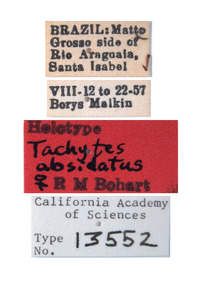 BRAZIL: Matto
Grosso side of
Rio Araguaia,
Santa Isabel
VIII-12 to 22-57
Borys Malkin
Holotype
Tachytes
absidatus
♀ R M Bohart
California Academy
of Sciences
Type
No. 13552